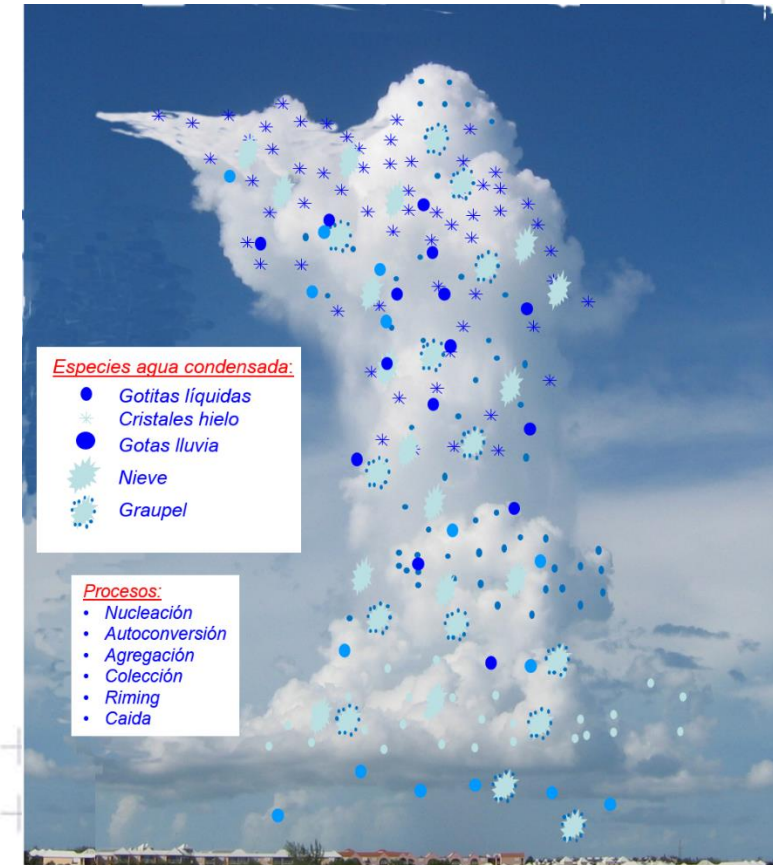 Especies agua condensada:
Gotitas líquidas
Cristales hielo
Gotas lluvia
Nieve
Graupel
Procesos:
• Nucleación
• Autoconversión
• Agregación
• Colección
• Riming
• Caida